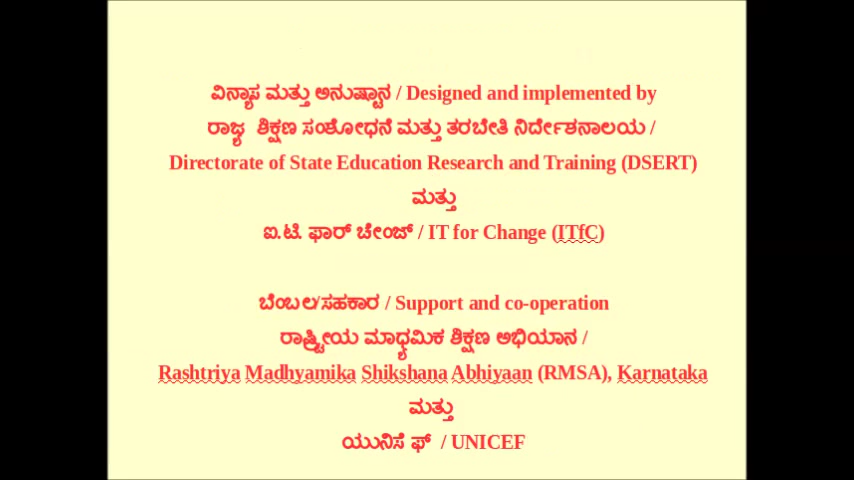 ವಿನ್ಯಾಸ ಮತ್ತು ಅನುಷ್ಟಾನ / Designed and implemented by
ರಾಜ್ಯ ಶಿಕ್ಷಣ ಸಂಶೋಧನೆ ಮತ್ತು ತರಬೇತಿ ನಿರ್ದೇಶನಾಲಯ /
Directorate of State Education Research and Training (DSERT)
ಮತ್ತು
ಐ.ಟಿ. ಫಾರ್ ಚೇಂಜ್ / IT for Change (ITfC)
ಬೆಂಬಲ/ಸಹಕಾರ / Support and co-operation
ರಾಷ್ಟ್ರೀಯ ಮಾಧ್ಯಮಿಕ ಶಿಕ್ಷಣ ಅಭಿಯಾನ /
Rashtriya Madhyamika Shikshana Abhiyaan (RMSA), Karnataka
ಮತ್ತು
ಯುನಿಸೆ ಫ್ / UNICEF